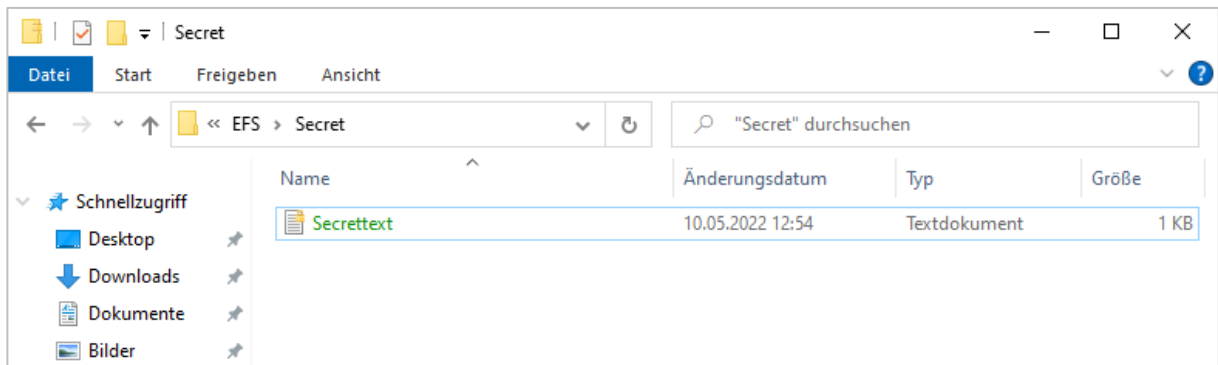 Secret
Datei Start Freigeben Ansicht
« EFS > Secret "Secret" durchsuchen
Name Änderungsdatum Typ Größe
Schnellzugriff
Secrettext 10.05.2022 12:54 Textdokument 1 KB
Desktop
Downloads
Dokumente
Bilder